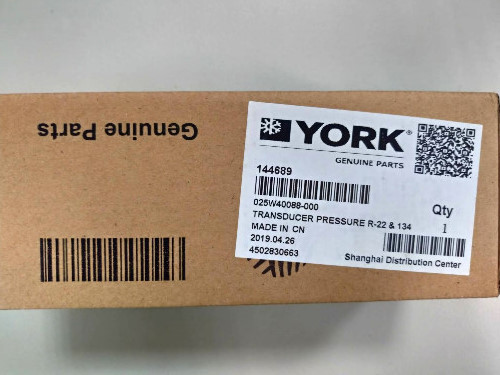 Genuine Parts
YORK®
GENUINE PARTS
144689
025W40088-000
TRANSDUCER PRESSURE R-22 & 134
MADE IN CN
2019.04.26
4502830663
Qty
1
Shanghai Distribution Center